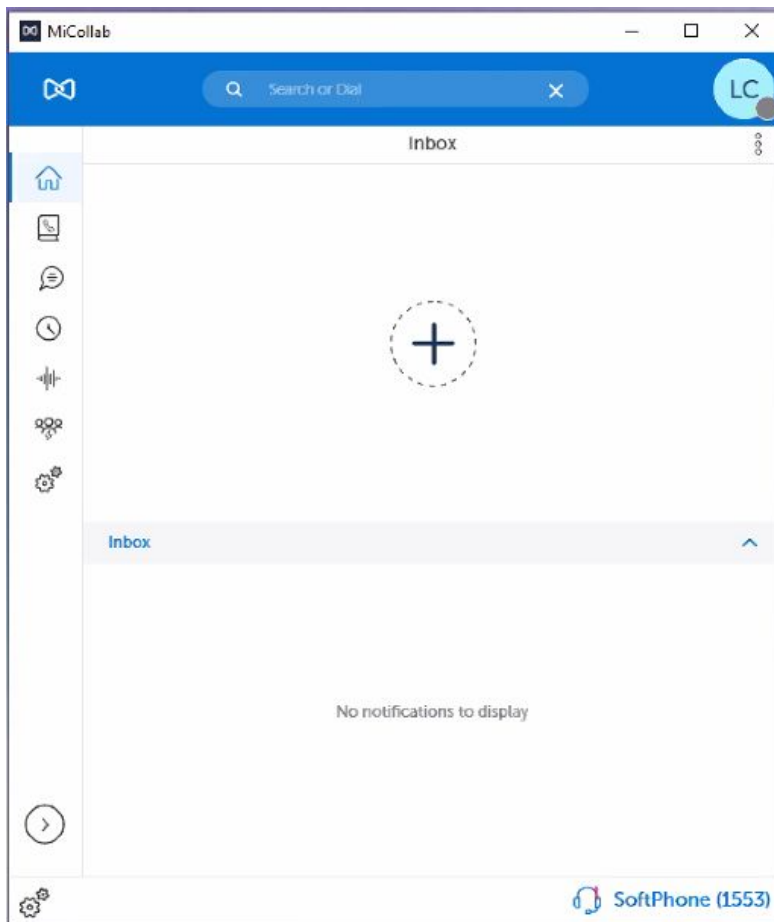 MiCollab
Search or Dial
LC
Inbox
Inbox
No notifications to display
SoftPhone (1553)